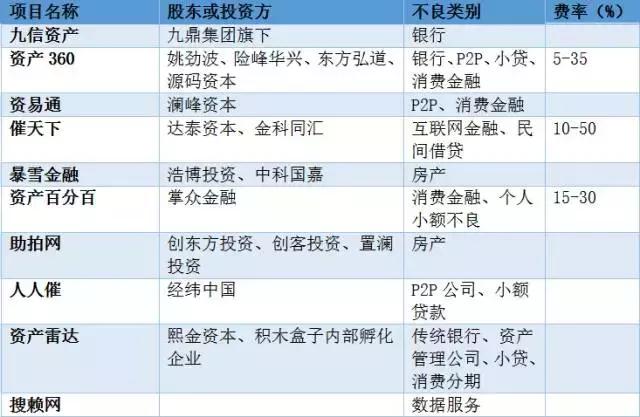 项目名称 股东或投资方 不良类别 费率（%）
九信资产 九鼎集团旗下 银行
资产360 姚劲波、险峰华兴、东方弘道、 银行、P2P、小贷、 5-35
源码资本 消费金融
资易通 澜峰资本 P2P、消费金融
催天下 达泰资本、金科同汇 互联网金融、民 10-50
间借贷
暴雪金融 浩博投资、中科国嘉 房产
资产百分百 掌众金融 消费金融、个人 15-30
小额不良
助拍网 创东方投资、创客投资、置澜 房产
投资
人人催 经纬中国 P2P 公司、小额
贷款
资产雷达 熙金资本、积木盒子内部孵化 传统银行、资产
企业 管理公司、小贷、
消费分期
搜赖网 数据服务